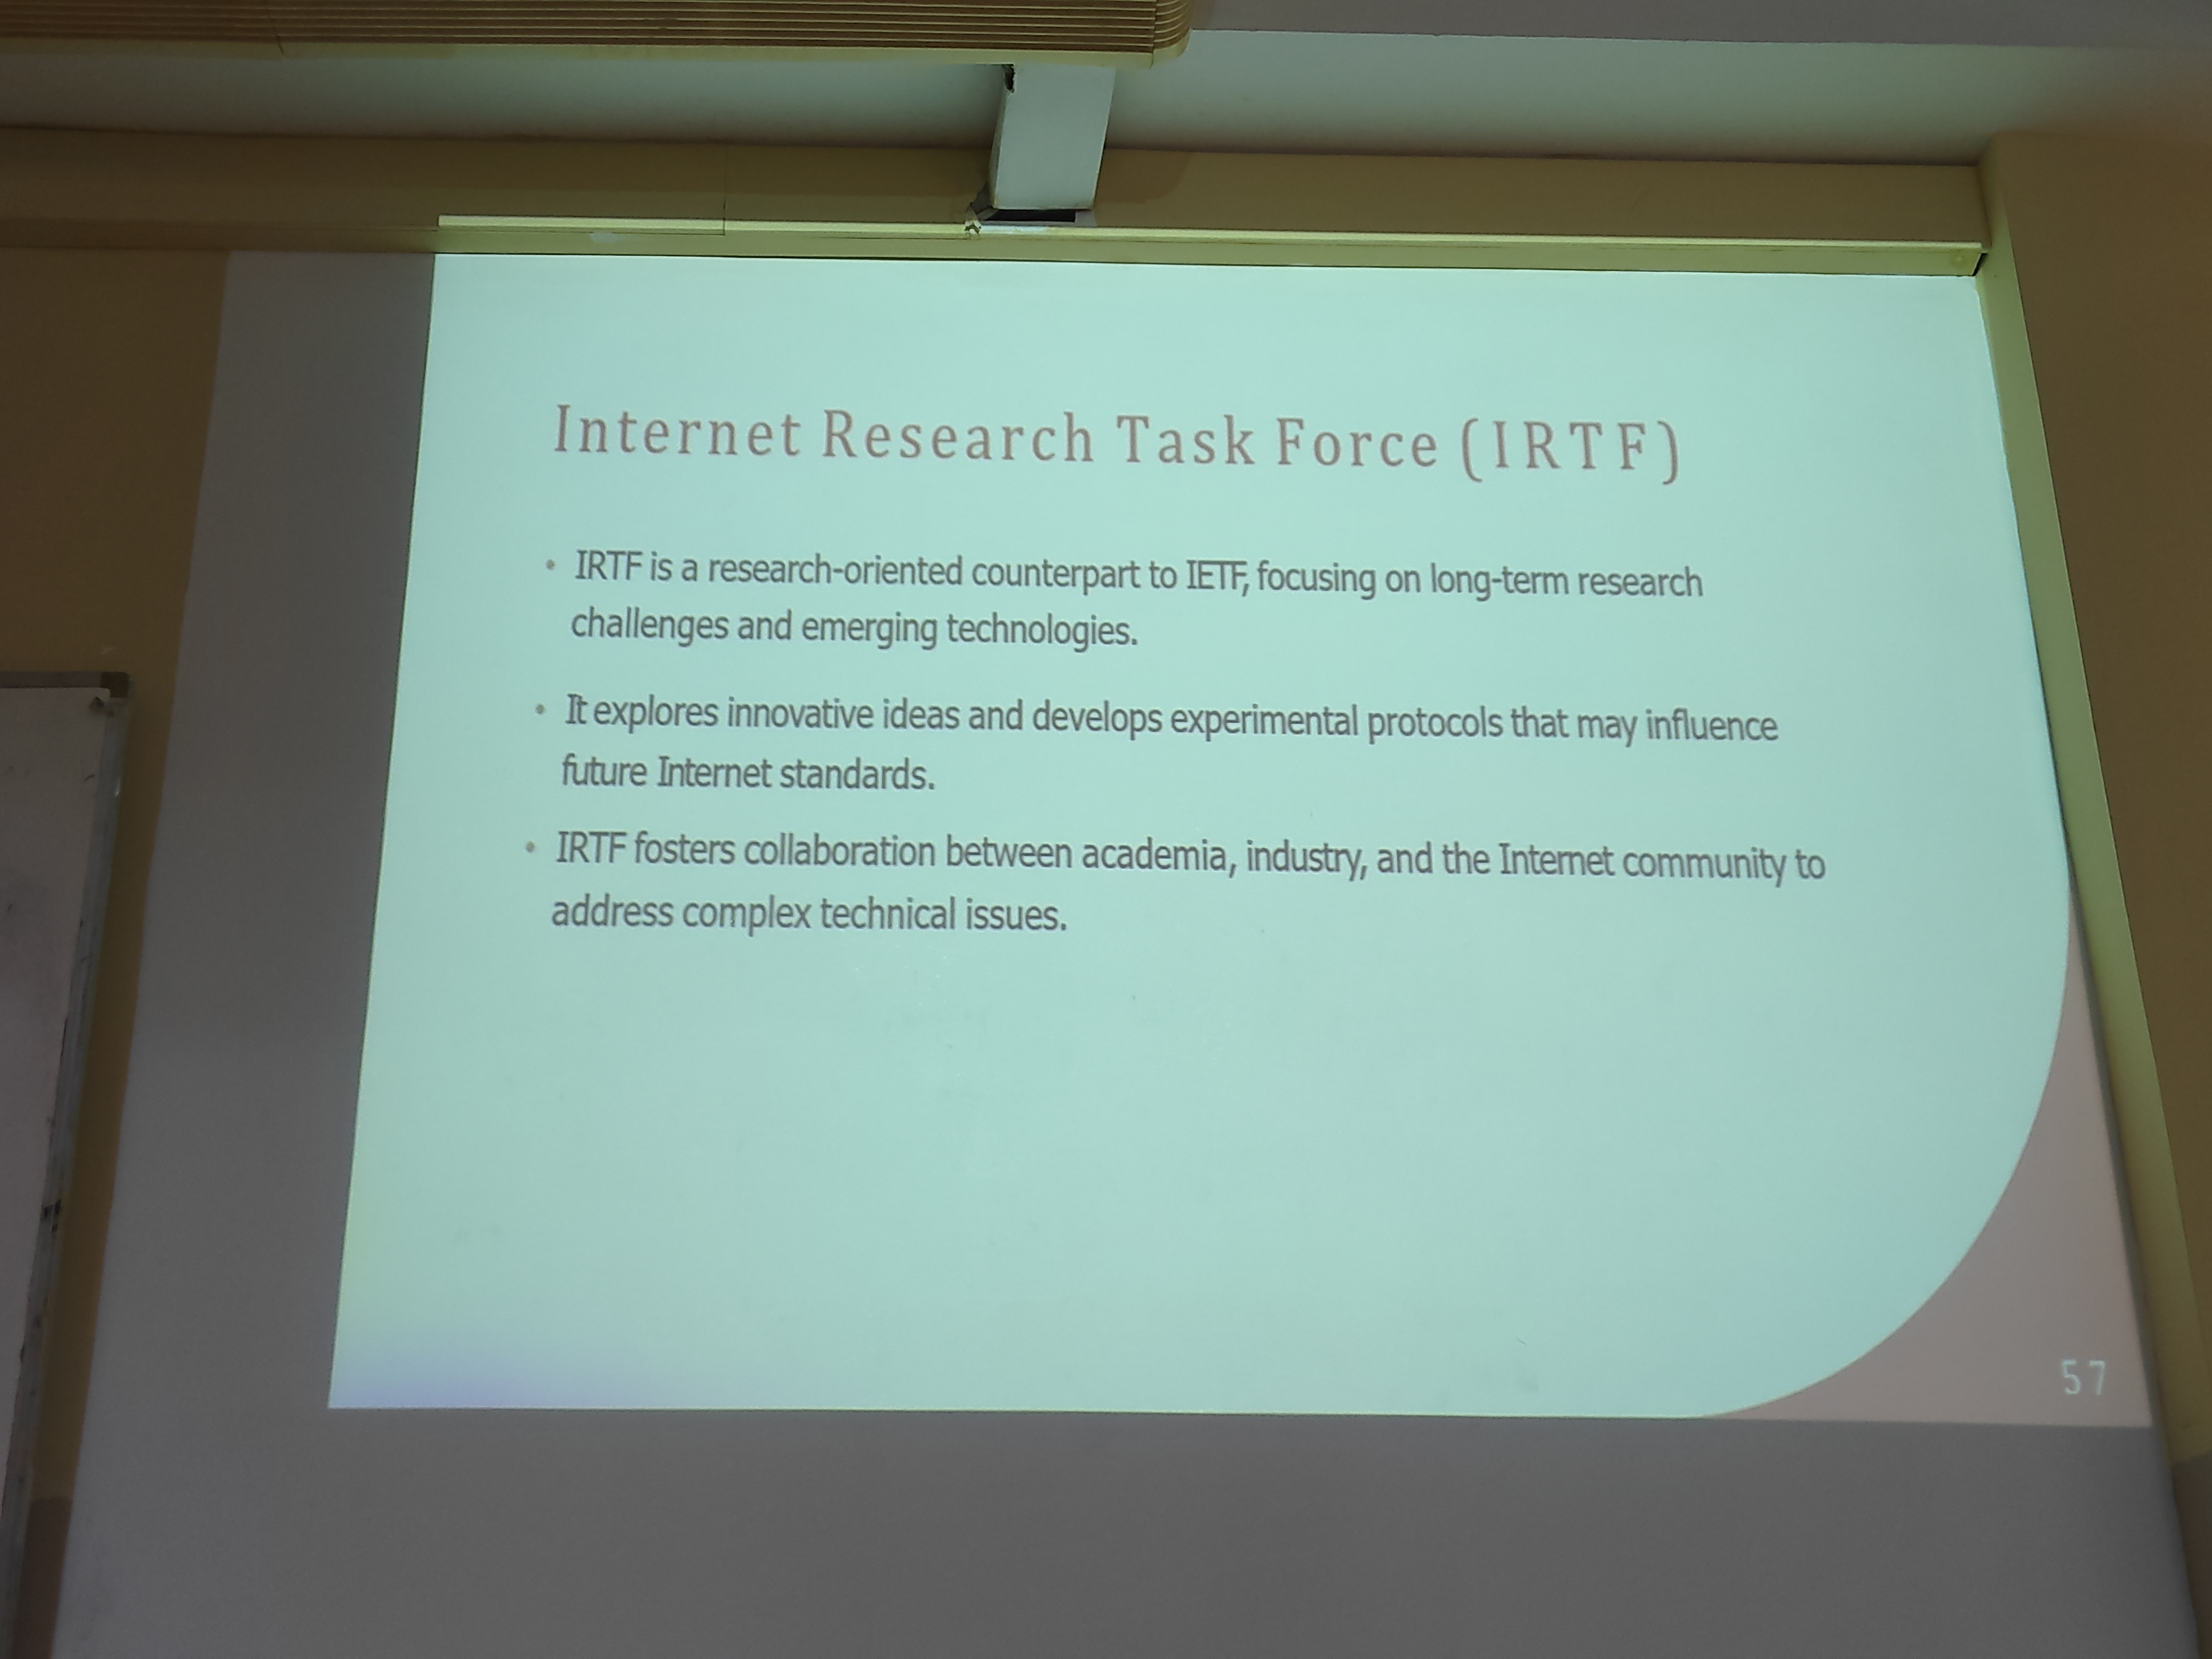 Internet Research Task Force (IRTF)
• IRTF is a research-oriented counterpart to IETF, focusing on long-term research
challenges and emerging technologies.
• It explores innovative ideas and develops experimental protocols that may influence
future Internet standards.
• IRTF fosters collaboration between academia, industry, and the Internet community to
address complex technical issues.
57